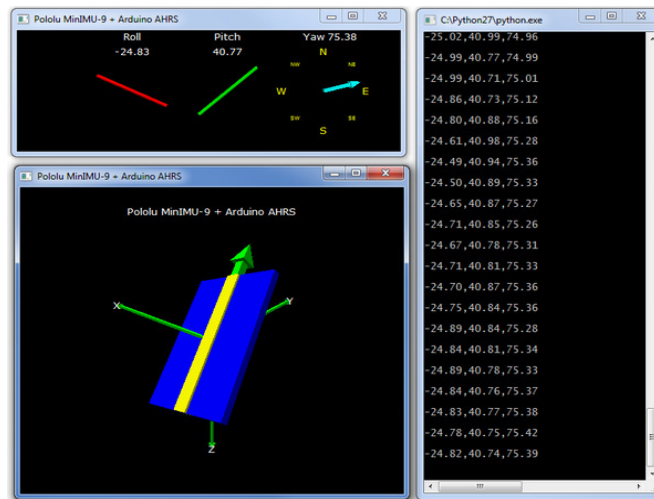 Pololu MinIMU-9 + Arduino AHRS
Roll Pitch Yaw 75.38
-24.83 40.77 N
NW NE
W E
SW SE
S
Pololu MinIMU-9 + Arduino AHRS
Pololu MinIMU-9 + Arduino AHRS
X Y
Z
C:\Python27\python.exe
-25.02,40.99,74.96
-24.99,40.77,74.99
-24.99,40.71,75.01
-24.86,40.73,75.12
-24.80,40.88,75.16
-24.61,40.98,75.28
-24.49,40.94,75.36
-24.50,40.89,75.33
-24.65,40.87,75.27
-24.71,40.85,75.26
-24.67,40.78,75.31
-24.71,40.81,75.33
-24.70,40.87,75.36
-24.75,40.84,75.36
-24.89,40.84,75.28
-24.84,40.81,75.34
-24.89,40.78,75.33
-24.84,40.76,75.37
-24.83,40.77,75.38
-24.78,40.75,75.42
-24.82,40.74,75.39